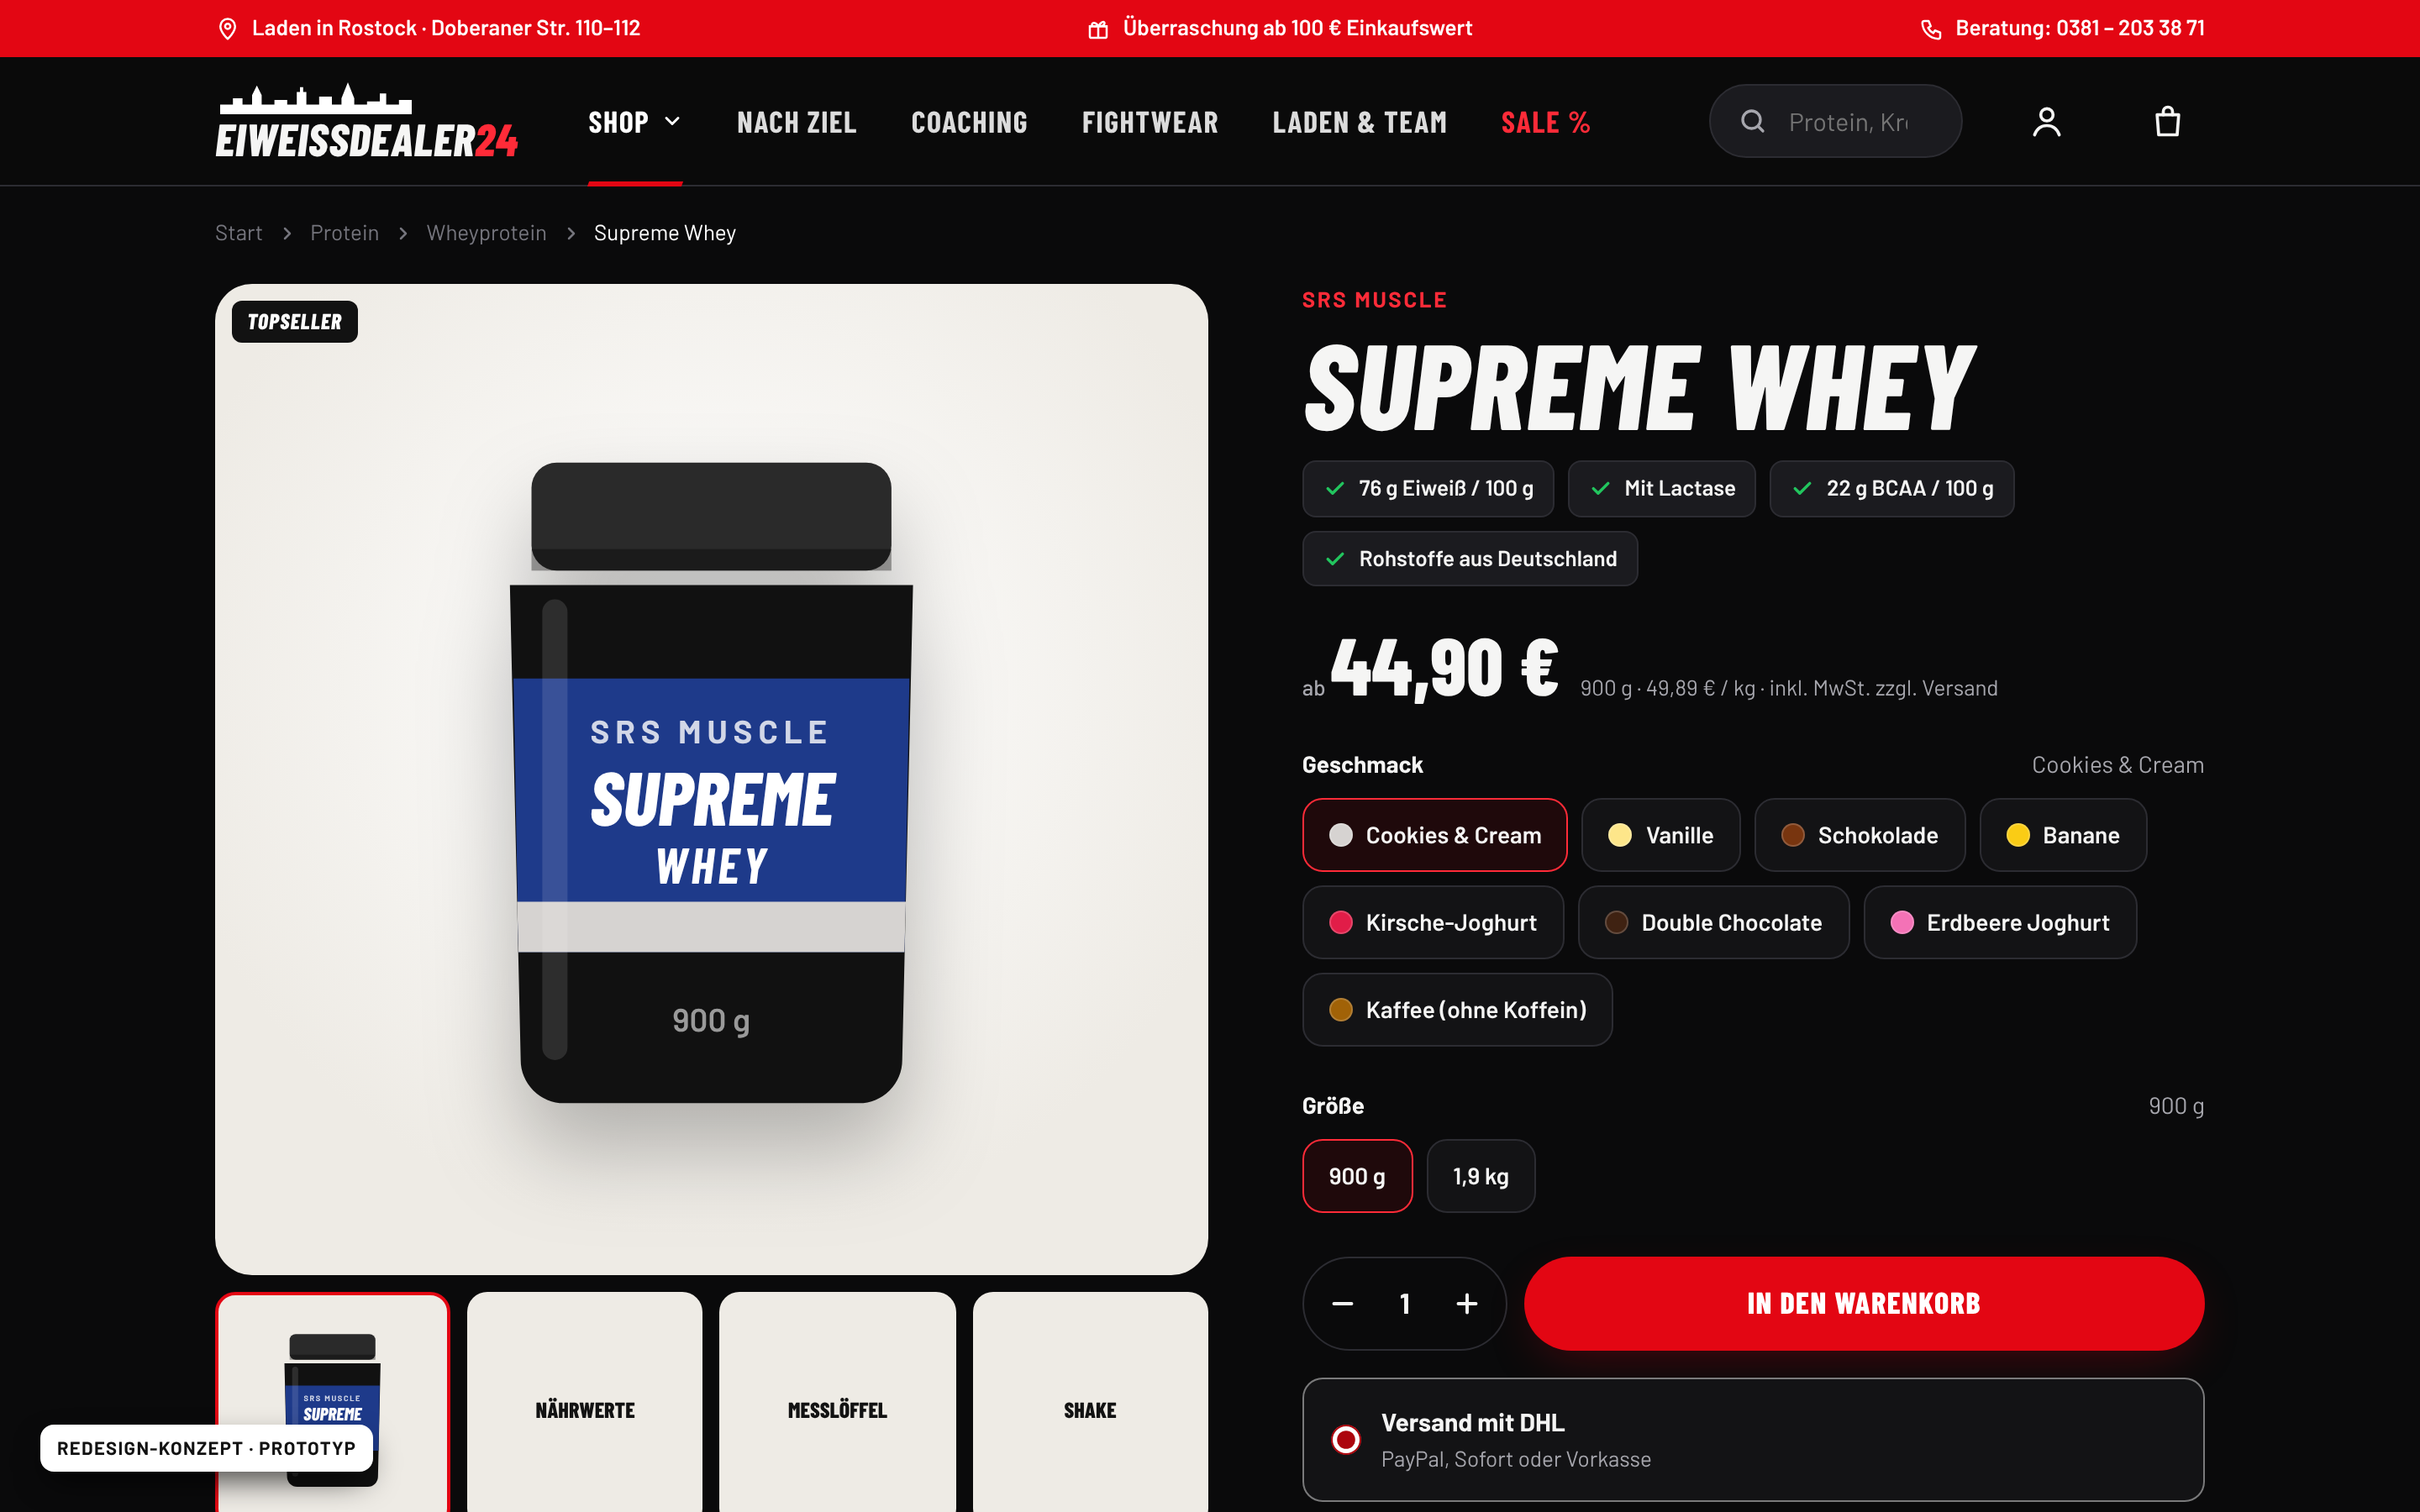 Laden in Rostock · Doberaner Str. 110–112
Überraschung ab 100 € Einkaufswert
Beratung: 0381 – 203 38 71
EIWEISSDEALER24
SHOP
NACH ZIEL
COACHING
FIGHTWEAR
LADEN & TEAM
SALE %
Protein, Kr
Start > Protein > Wheyprotein > Supreme Whey
TOPSELLER
SRS MUSCLE
SUPREME
WHEY
900 g
SRS MUSCLE
SUPREME
NÄHRWERTE
MESSLÖFFEL
SHAKE
REDESIGN-KONZEPT · PROTOTYP
SRS MUSCLE
SUPREME WHEY
76 g Eiweiß / 100 g
Mit Lactase
22 g BCAA / 100 g
Rohstoffe aus Deutschland
ab 44,90 € 900 g · 49,89 € / kg · inkl. MwSt. zzgl. Versand
Geschmack
Cookies & Cream
Cookies & Cream
Vanille
Schokolade
Banane
Kirsche-Joghurt
Double Chocolate
Erdbeere Joghurt
Kaffee (ohne Koffein)
Größe
900 g
900 g
1,9 kg
− 1 +
IN DEN WARENKORB
Versand mit DHL
PayPal, Sofort oder Vorkasse